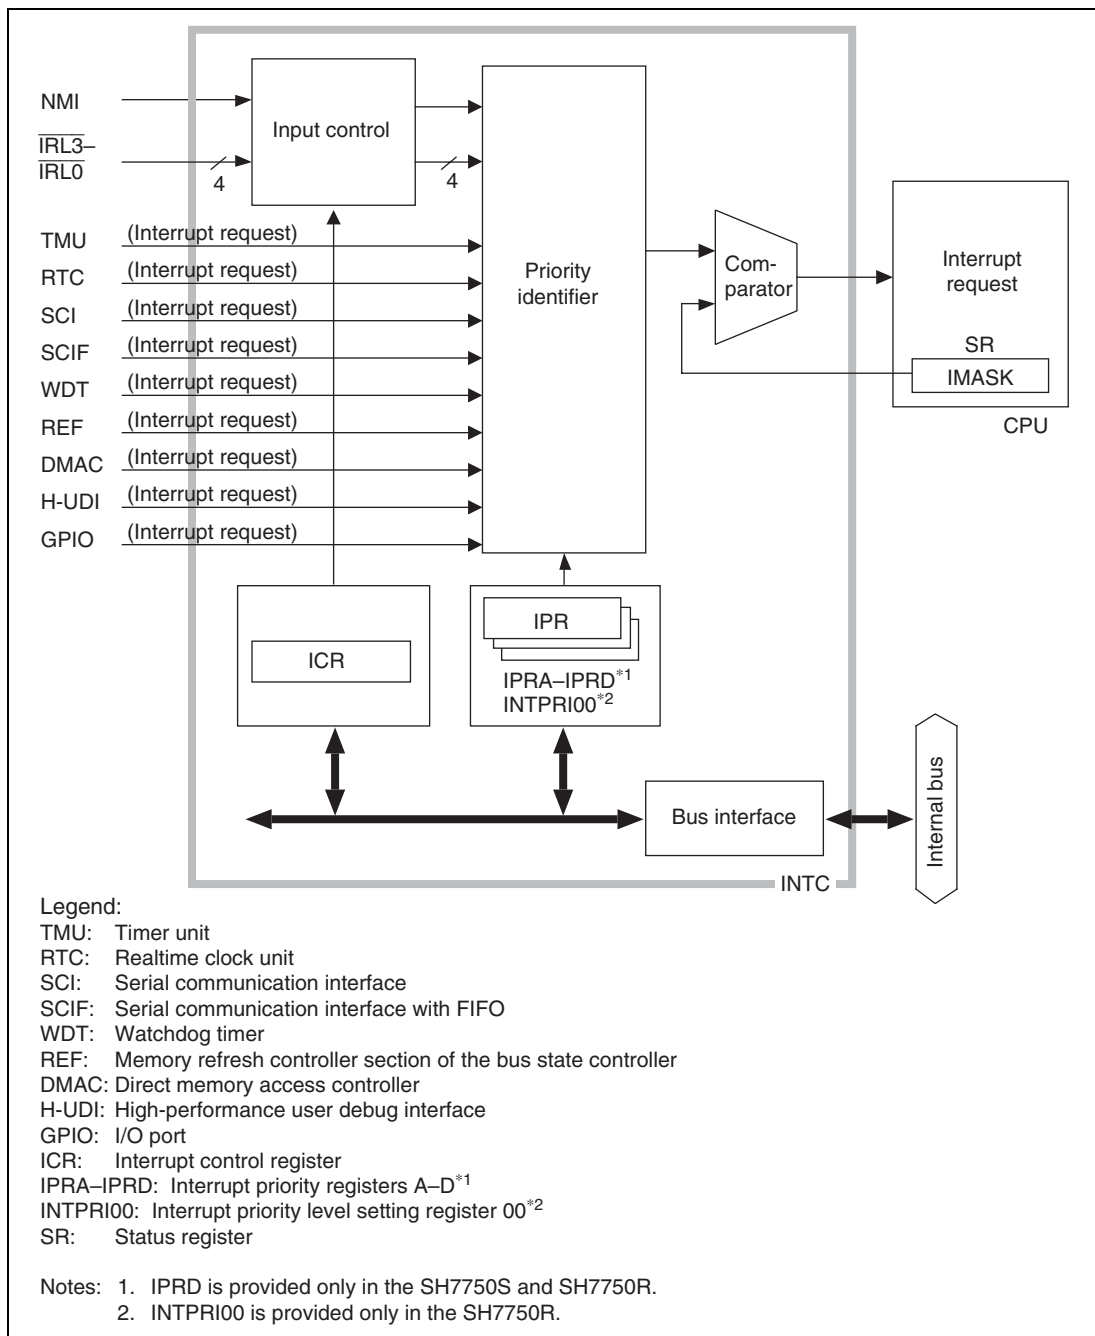 NMI
IRL3–
IRL0
4
Input control
4
TMU (Interrupt request)
RTC (Interrupt request)
SCI (Interrupt request)
SCIF (Interrupt request)
WDT (Interrupt request)
REF (Interrupt request)
DMAC (Interrupt request)
H-UDI (Interrupt request)
GPIO (Interrupt request)
Priority
identifier
Com-
parator
Interrupt
request
SR
IMASK
CPU
ICR
IPR
IPRA–IPRD*1
INTPRI00*2
Bus interface
Internal bus
INTC
Legend:
TMU: Timer unit
RTC: Realtime clock unit
SCI: Serial communication interface
SCIF: Serial communication interface with FIFO
WDT: Watchdog timer
REF: Memory refresh controller section of the bus state controller
DMAC: Direct memory access controller
H-UDI: High-performance user debug interface
GPIO: I/O port
ICR: Interrupt control register
IPRA–IPRD: Interrupt priority registers A–D*1
INTPRI00: Interrupt priority level setting register 00*2
SR: Status register
Notes: 1. IPRD is provided only in the SH7750S and SH7750R.
2. INTPRI00 is provided only in the SH7750R.